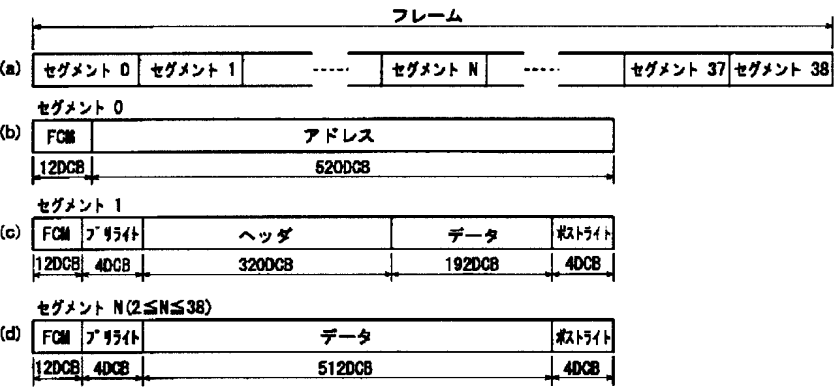 フレーム
(a) セグメント 0 セグメント 1 ----- セグメント N ----- セグメント 37 セグメント 38
セグメント 0
(b) FCM アドレス
12DCB 520DCB
セグメント 1
(c) FCM プリライト ヘッダ データ ポストライト
12DCB 4DCB 320DCB 192DCB 4DCB
セグメント N(2≦N≦38)
(d) FCM プリライト データ ポストライト
12DCB 4DCB 512DCB 4DCB